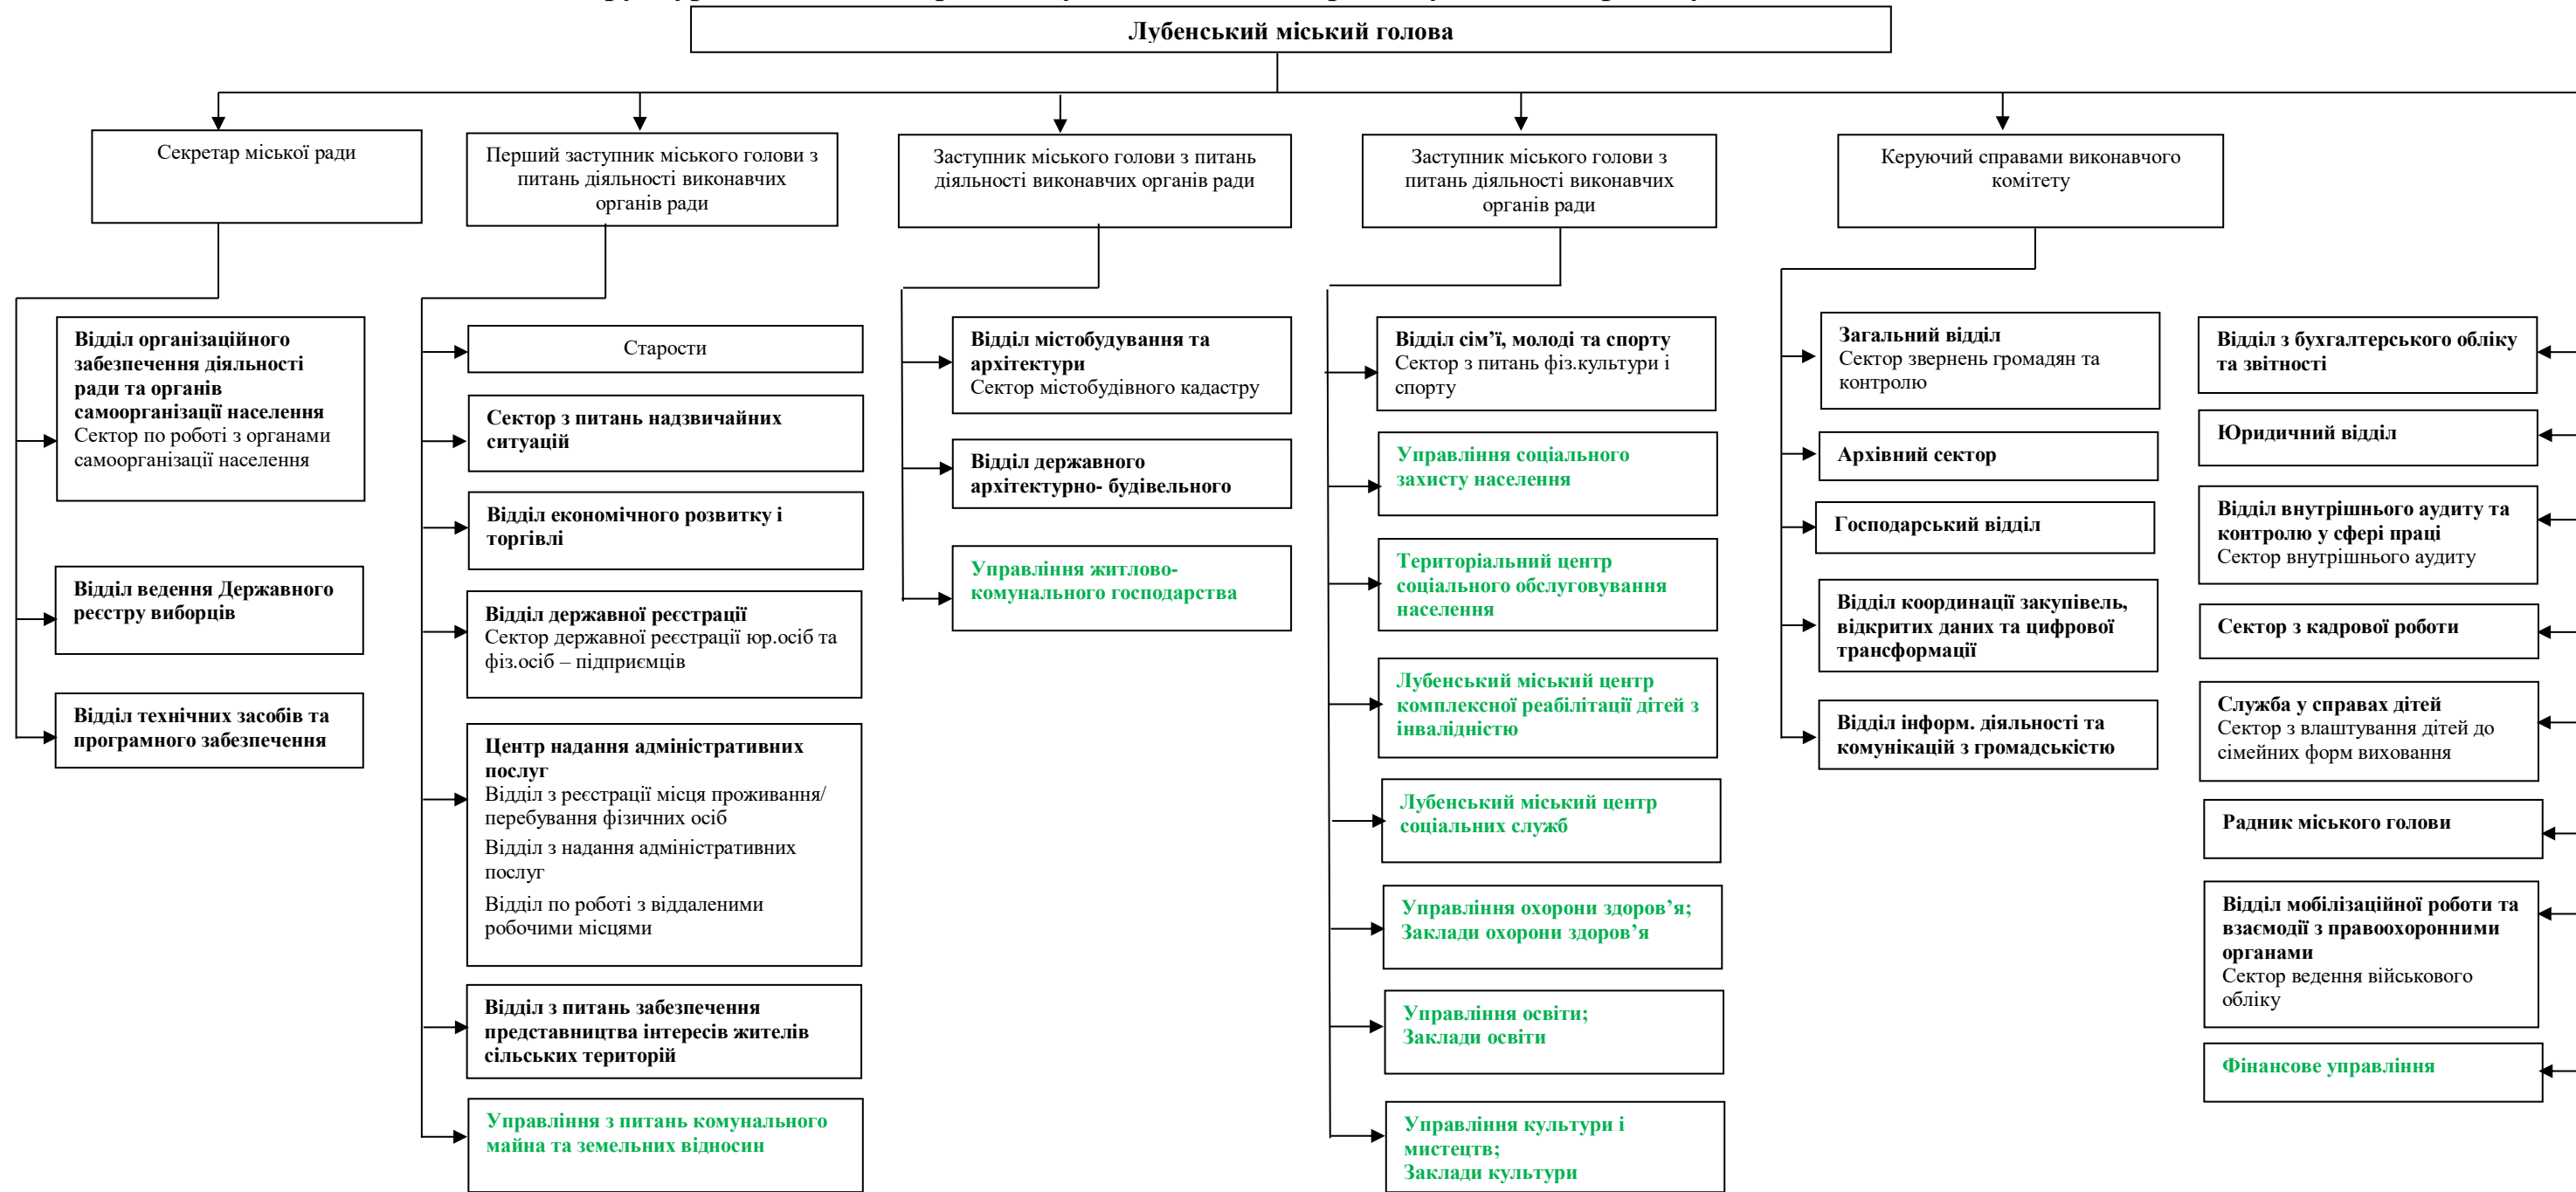 Лубенський міський голова
Секретар міської ради
Перший заступник міського голови з
питань діяльності виконавчих
органів ради
Заступник міського голови з питань
діяльності виконавчих органів ради
Заступник міського голови з
питань діяльності виконавчих
органів ради
Керуючий справами виконавчого
комітету
Відділ організаційного
забезпечення діяльності
ради та органів
самоорганізації населення
Сектор по роботі з органами
самоорганізації населення
Відділ ведення Державного
реєстру виборців
Відділ технічних засобів та
програмного забезпечення
Старости
Сектор з питань надзвичайних
ситуацій
Відділ економічного розвитку і
торгівлі
Відділ державної реєстрації
Сектор державної реєстрації юр.осіб та
фіз.осіб – підприємців
Центр надання адміністративних
послуг
Відділ з реєстрації місця проживання/
перебування фізичних осіб
Відділ з надання адміністративних
послуг
Відділ по роботі з віддаленими
робочими місцями
Відділ з питань забезпечення
представництва інтересів жителів
сільських територій
Управління з питань комунального
майна та земельних відносин
Відділ містобудування та
архітектури
Сектор містобудівного кадастру
Відділ державного
архітектурно- будівельного
Управління житлово-
комунального господарства
Відділ сім’ї, молоді та спорту
Сектор з питань фіз.культури і
спорту
Управління соціального
захисту населення
Територіальний центр
соціального обслуговування
населення
Лубенський міський центр
комплексної реабілітації дітей з
інвалідністю
Лубенський міський центр
соціальних служб
Управління охорони здоров’я;
Заклади охорони здоров’я
Управління освіти;
Заклади освіти
Управління культури і
мистецтв;
Заклади культури
Загальний відділ
Сектор звернень громадян та
контролю
Архівний сектор
Господарський відділ
Відділ координації закупівель,
відкритих даних та цифрової
трансформації
Відділ інформ. діяльності та
комунікацій з громадськістю
Відділ з бухгалтерського обліку
та звітності
Юридичний відділ
Відділ внутрішнього аудиту та
контролю у сфері праці
Сектор внутрішнього аудиту
Сектор з кадрової роботи
Служба у справах дітей
Сектор з влаштування дітей до
сімейних форм виховання
Радник міського голови
Відділ мобілізаційної роботи та
взаємодії з правоохоронними
органами
Сектор ведення військового
обліку
Фінансове управління